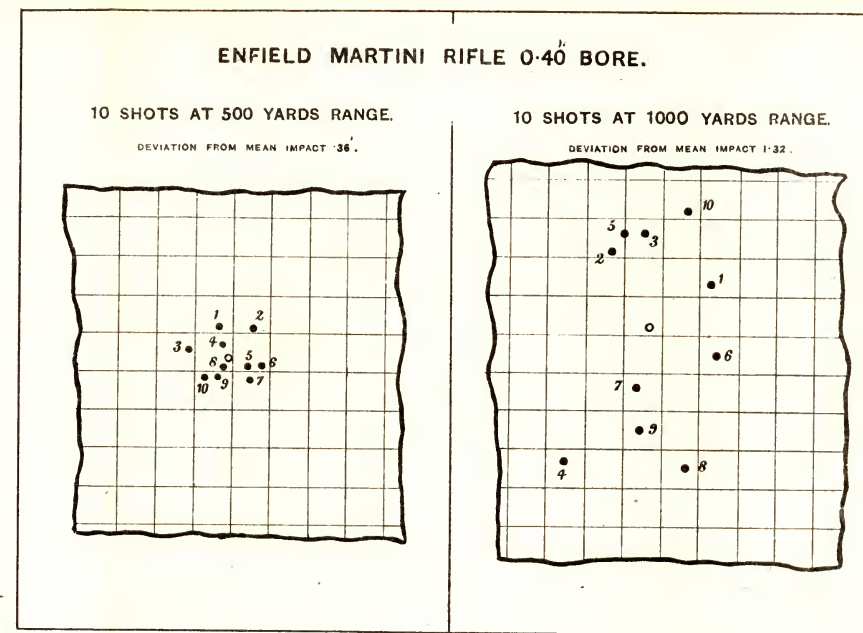 ENFIELD MARTINI RIFLE 0·40" BORE.
10 SHOTS AT 500 YARDS RANGE.
DEVIATION FROM MEAN IMPACT ·36'.
1 2
3 4
8 5 6
10 9 7
10 SHOTS AT 1000 YARDS RANGE.
DEVIATION FROM MEAN IMPACT 1·32.
10
5 3
2
1
6
7
9
4 8